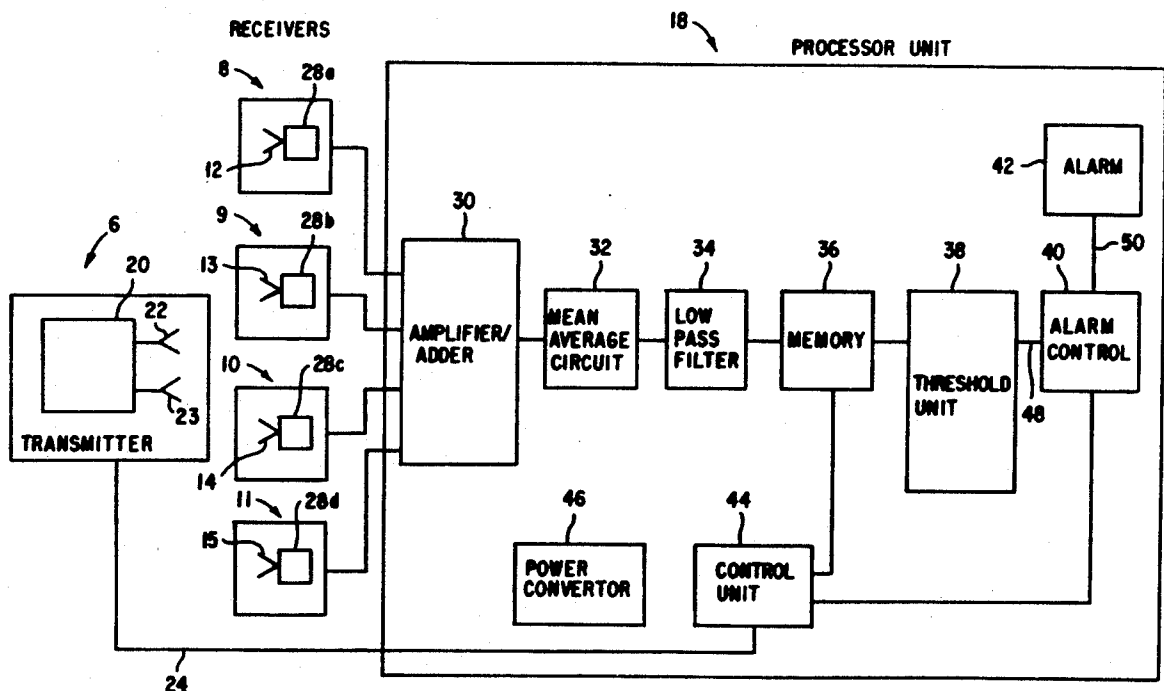 RECEIVERS
18
PROCESSOR UNIT
8
28a
12
42
ALARM
50
9
28b
13
30
32
34
36
38
40
6
20
22
23
TRANSMITTER
AMPLIFIER/
ADDER
MEAN
AVERAGE
CIRCUIT
LOW
PASS
FILTER
MEMORY
THRESHOLD
UNIT
48
ALARM
CONTROL
10
28c
14
11
28d
15
46
POWER
CONVERTOR
44
CONTROL
UNIT
24